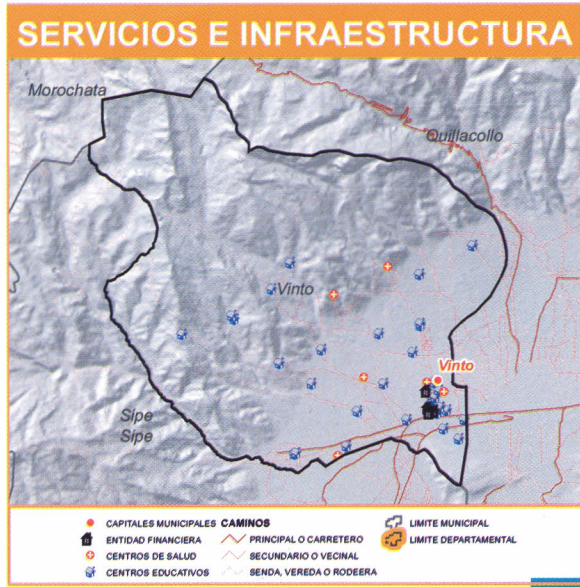 SERVICIOS E INFRAESTRUCTURA
Morochata
Quillacollo
Vinto
Vinto
Sipe
Sipe
CAPITALES MUNICIPALES
ENTIDAD FINANCIERA
CENTROS DE SALUD
CENTROS EDUCATIVOS
CAMINOS
PRINCIPAL O CARRETERO
SECUNDARIO O VECINAL
SENDA, VEREDA O RODEERA
LIMITE MUNICIPAL
LIMITE DEPARTAMENTAL